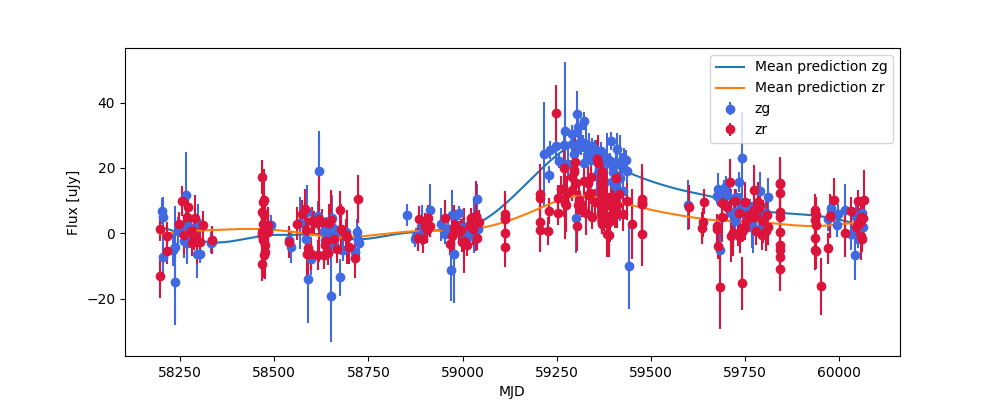 Mean prediction zg
Mean prediction zr
zg
zr
Flux [uJy]
40
20
0
−20
58250 58500 58750 59000 59250 59500 59750 60000
MJD